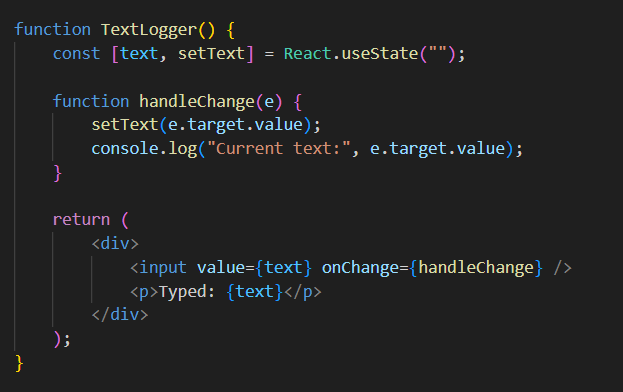 function TextLogger() {
    const [text, setText] = React.useState("");

    function handleChange(e) {
        setText(e.target.value);
        console.log("Current text:", e.target.value);
    }

    return (
        <div>
            <input value={text} onChange={handleChange} />
            <p>Typed: {text}</p>
        </div>
    );
}